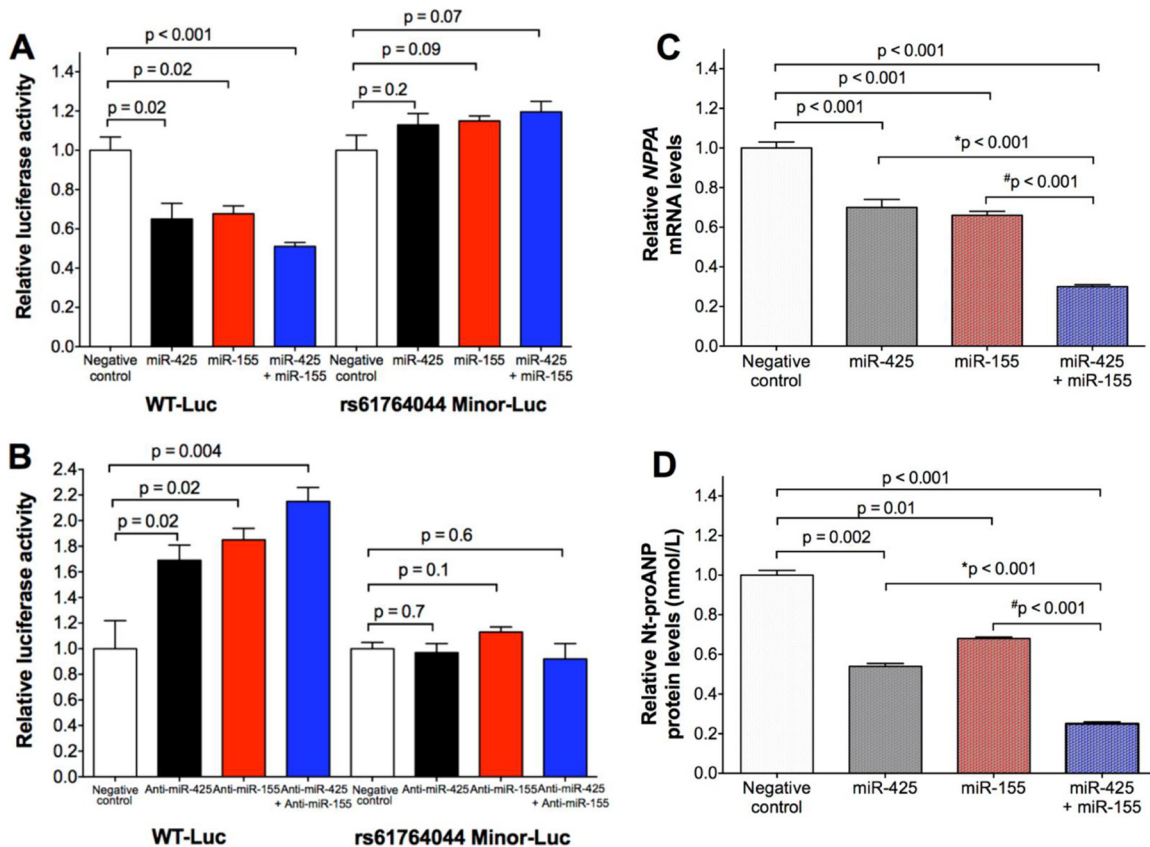 A
p < 0.001
p = 0.02
p = 0.02
p = 0.07
p = 0.09
p = 0.2
Relative luciferase activity
1.4
1.2
1.0
0.8
0.6
0.4
0.2
0.0
Negative control
miR-425
miR-155
miR-425 + miR-155
Negative control
miR-425
miR-155
miR-425 + miR-155
WT-Luc
rs61764044 Minor-Luc
B
p = 0.004
p = 0.02
p = 0.02
p = 0.6
p = 0.1
p = 0.7
Relative luciferase activity
2.4
2.2
2.0
1.8
1.6
1.4
1.2
1.0
0.8
0.6
0.4
0.2
0.0
Negative control
Anti-miR-425
Anti-miR-155
Anti-miR-425 + Anti-miR-155
Negative control
Anti-miR-425
Anti-miR-155
Anti-miR-425 + Anti-miR-155
WT-Luc
rs61764044 Minor-Luc
C
p < 0.001
p < 0.001
p < 0.001
*p < 0.001
#p < 0.001
Relative NPPA
mRNA levels
1.4
1.2
1.0
0.8
0.6
0.4
0.2
0.0
Negative
control
miR-425
miR-155
miR-425
+ miR-155
D
p < 0.001
p = 0.01
p = 0.002
*p < 0.001
#p < 0.001
Relative Nt-proANP
protein levels (nmol/L)
1.4
1.2
1.0
0.8
0.6
0.4
0.2
0.0
Negative
control
miR-425
miR-155
miR-425
+ miR-155